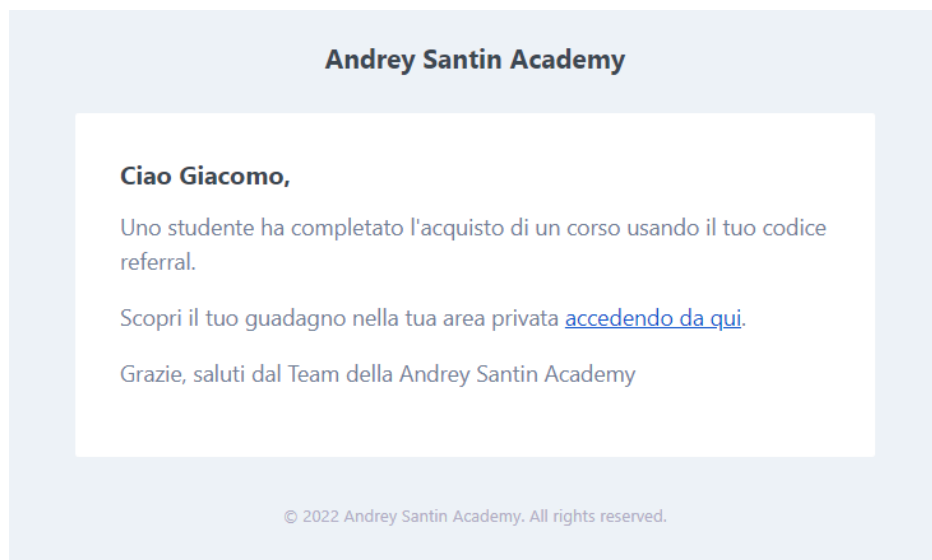 Andrey Santin Academy
Ciao Giacomo,
Uno studente ha completato l'acquisto di un corso usando il tuo codice
referral.
Scopri il tuo guadagno nella tua area privata accedendo da qui.
Grazie, saluti dal Team della Andrey Santin Academy
© 2022 Andrey Santin Academy. All rights reserved.